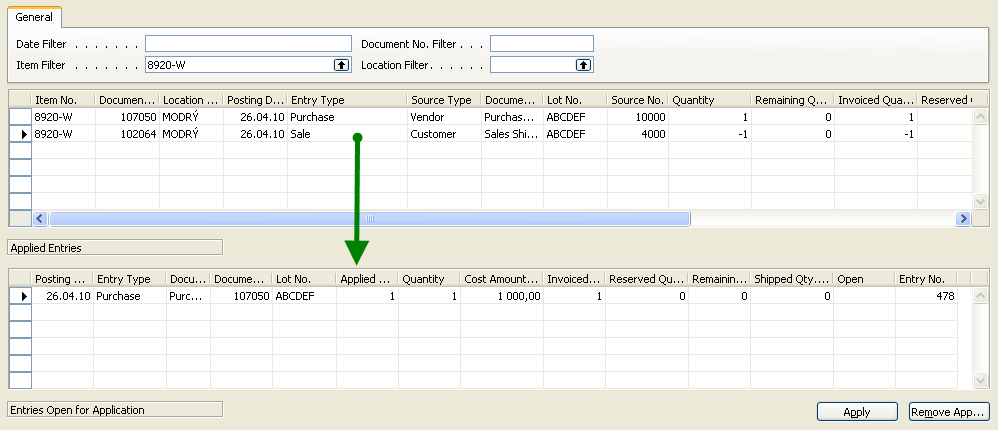 General
Date Filter . . . . . . . Document No. Filter . . .
Item Filter . . . . . . . 8920-W Location Filter. . . . . .
Item No. Documen... Location ... Posting D... Entry Type Source Type Docume... Lot No. Source No. Quantity Remaining Q... Invoiced Qua... Reserved
8920-W 107050 MODRÝ 26.04.10 Purchase Vendor Purchas... ABCDEF 10000 1 0 1
8920-W 102064 MODRÝ 26.04.10 Sale Customer Sales Shi... ABCDEF 4000 -1 0 -1
Applied Entries
Posting ... Entry Type Docu... Docume... Lot No. Applied ... Quantity Cost Amount... Invoiced... Reserved Qu... Remainin... Shipped Qty.... Open Entry No.
26.04.10 Purchase Purc... 107050 ABCDEF 1 1 1 000,00 1 0 0 0 478
Entries Open for Application
Apply Remove App...